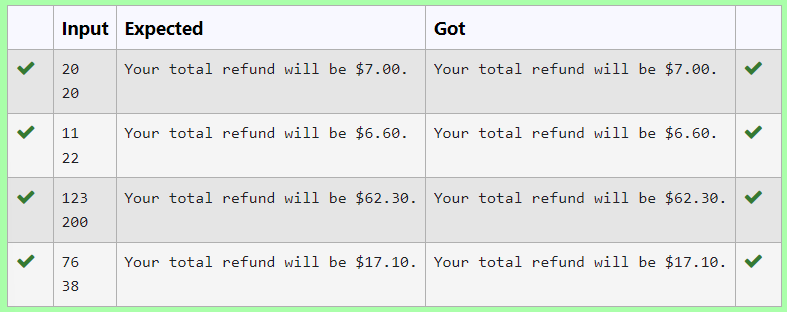 Input Expected Got
20 Your total refund will be $7.00. Your total refund will be $7.00.
20
11 Your total refund will be $6.60. Your total refund will be $6.60.
22
123 Your total refund will be $62.30. Your total refund will be $62.30.
200
76 Your total refund will be $17.10. Your total refund will be $17.10.
38